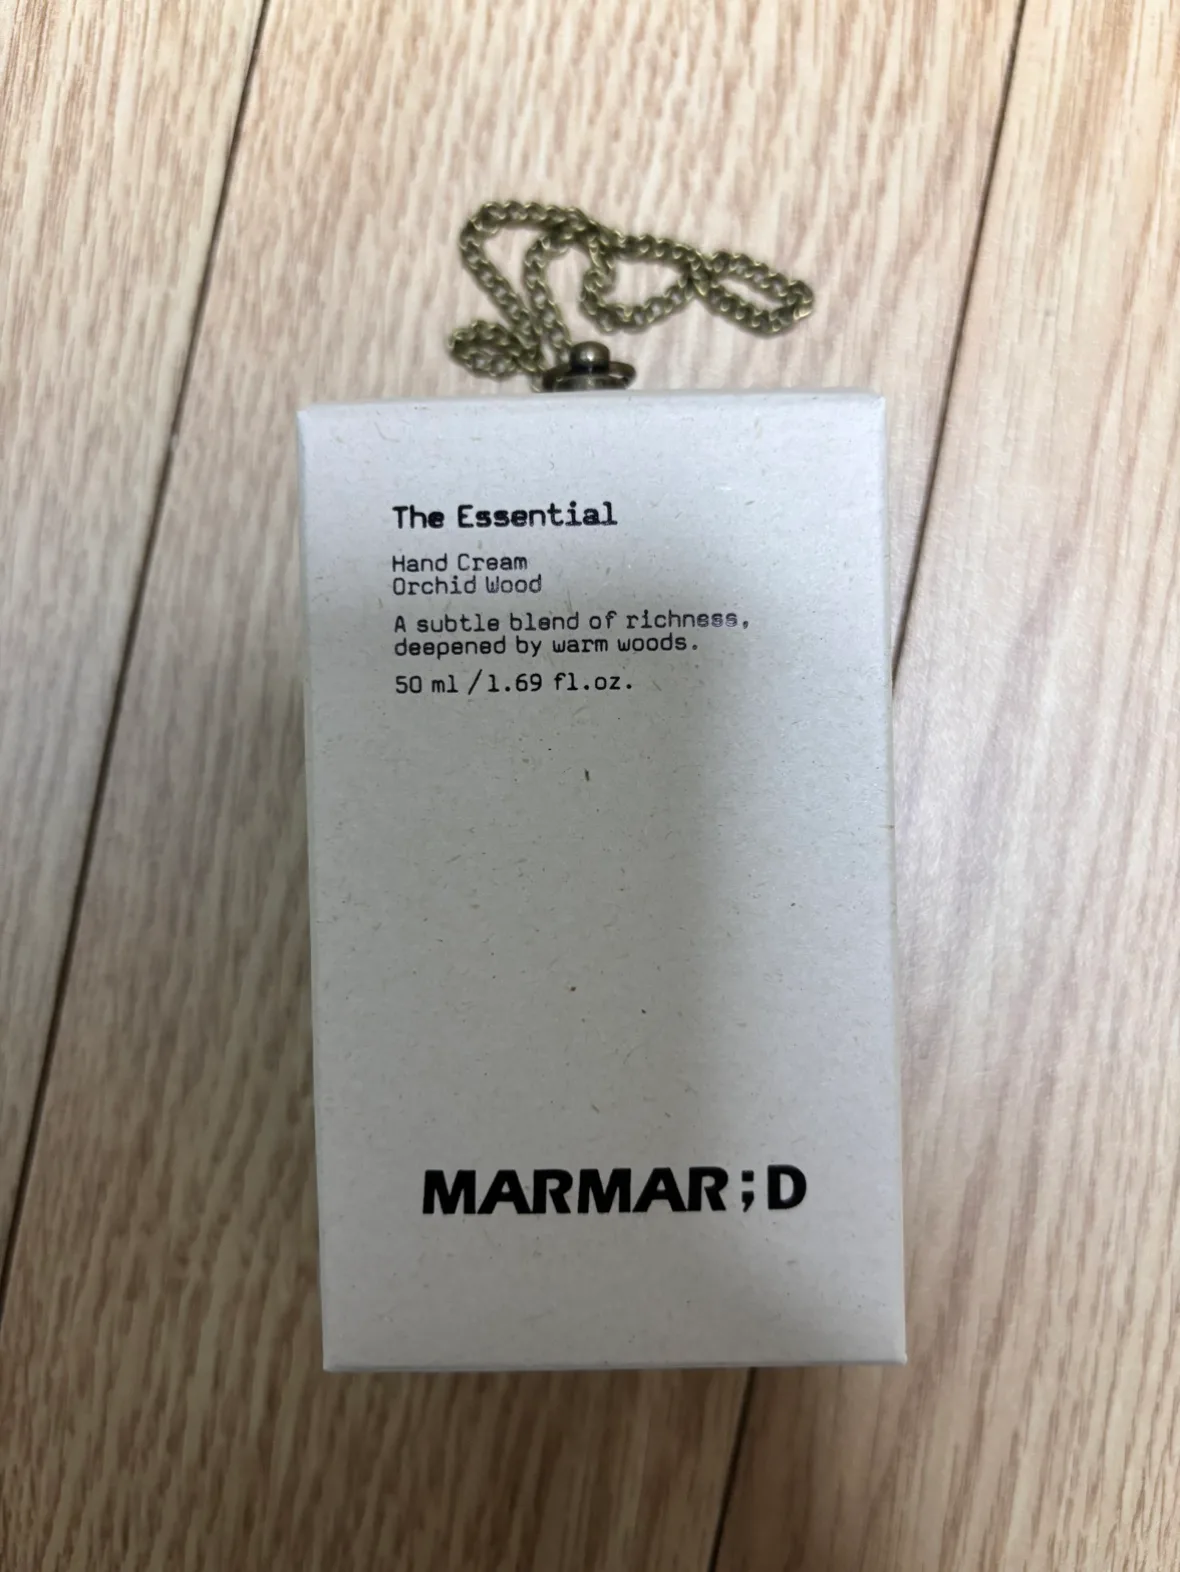 The Essential
Hand Cream
Orchid Wood
A subtle blend of richness,
deepened by warm woods.
50 ml / 1.69 fl.oz.
MARMAR;D